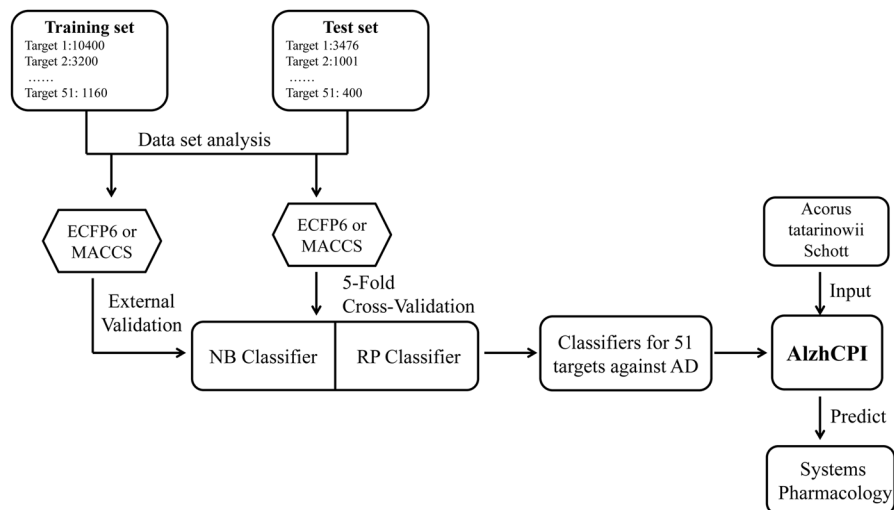 Training set
Target 1:10400
Target 2:3200
……
Target 51: 1160
Test set
Target 1:3476
Target 2:1001
……
Target 51: 400
Data set analysis
ECFP6 or
MACCS
ECFP6 or
MACCS
External
Validation
5-Fold
Cross-Validation
NB Classifier
RP Classifier
Classifiers for 51
targets against AD
Acorus
tatarinowii
Schott
Input
AlzhCPI
Predict
Systems
Pharmacology